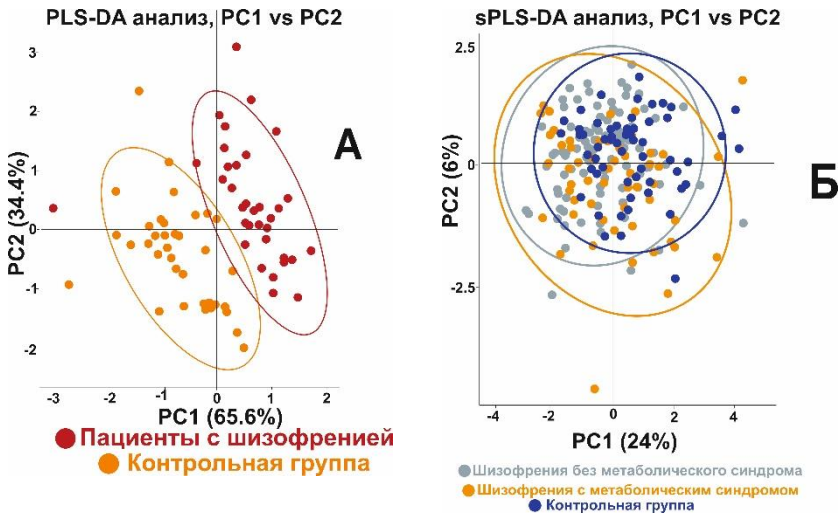 PLS-DA анализ, PC1 vs PC2
3
2
1
0
-1
-2
PC2 (34.4%)
-3
-2
-1
0
1
2
PC1 (65.6%)
А
Пациенты с шизофренией
Контрольная группа
sPLS-DA анализ, PC1 vs PC2
2.5
0
-2.5
PC2 (6%)
-4
-2
0
2
4
PC1 (24%)
Б
Шизофрения без метаболического синдрома
Шизофрения с метаболическим синдромом
Контрольная группа